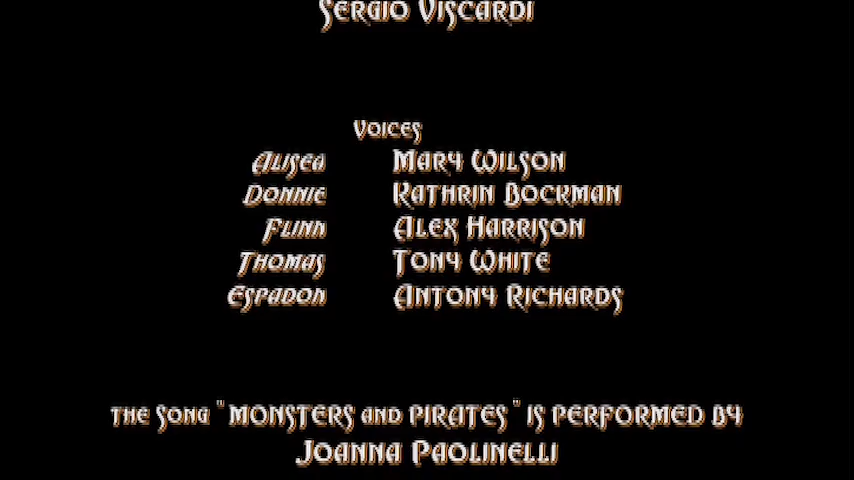 Sergio Viscardi
Voices
Alisea Mary Wilson
Donnie Kathrin Bockman
Flinn Alex Harrison
Thomas Tony White
Espadon Antony Richards
the Song "MONSTERS and PIRATES" IS PERFORMED BY
Joanna Paolinelli